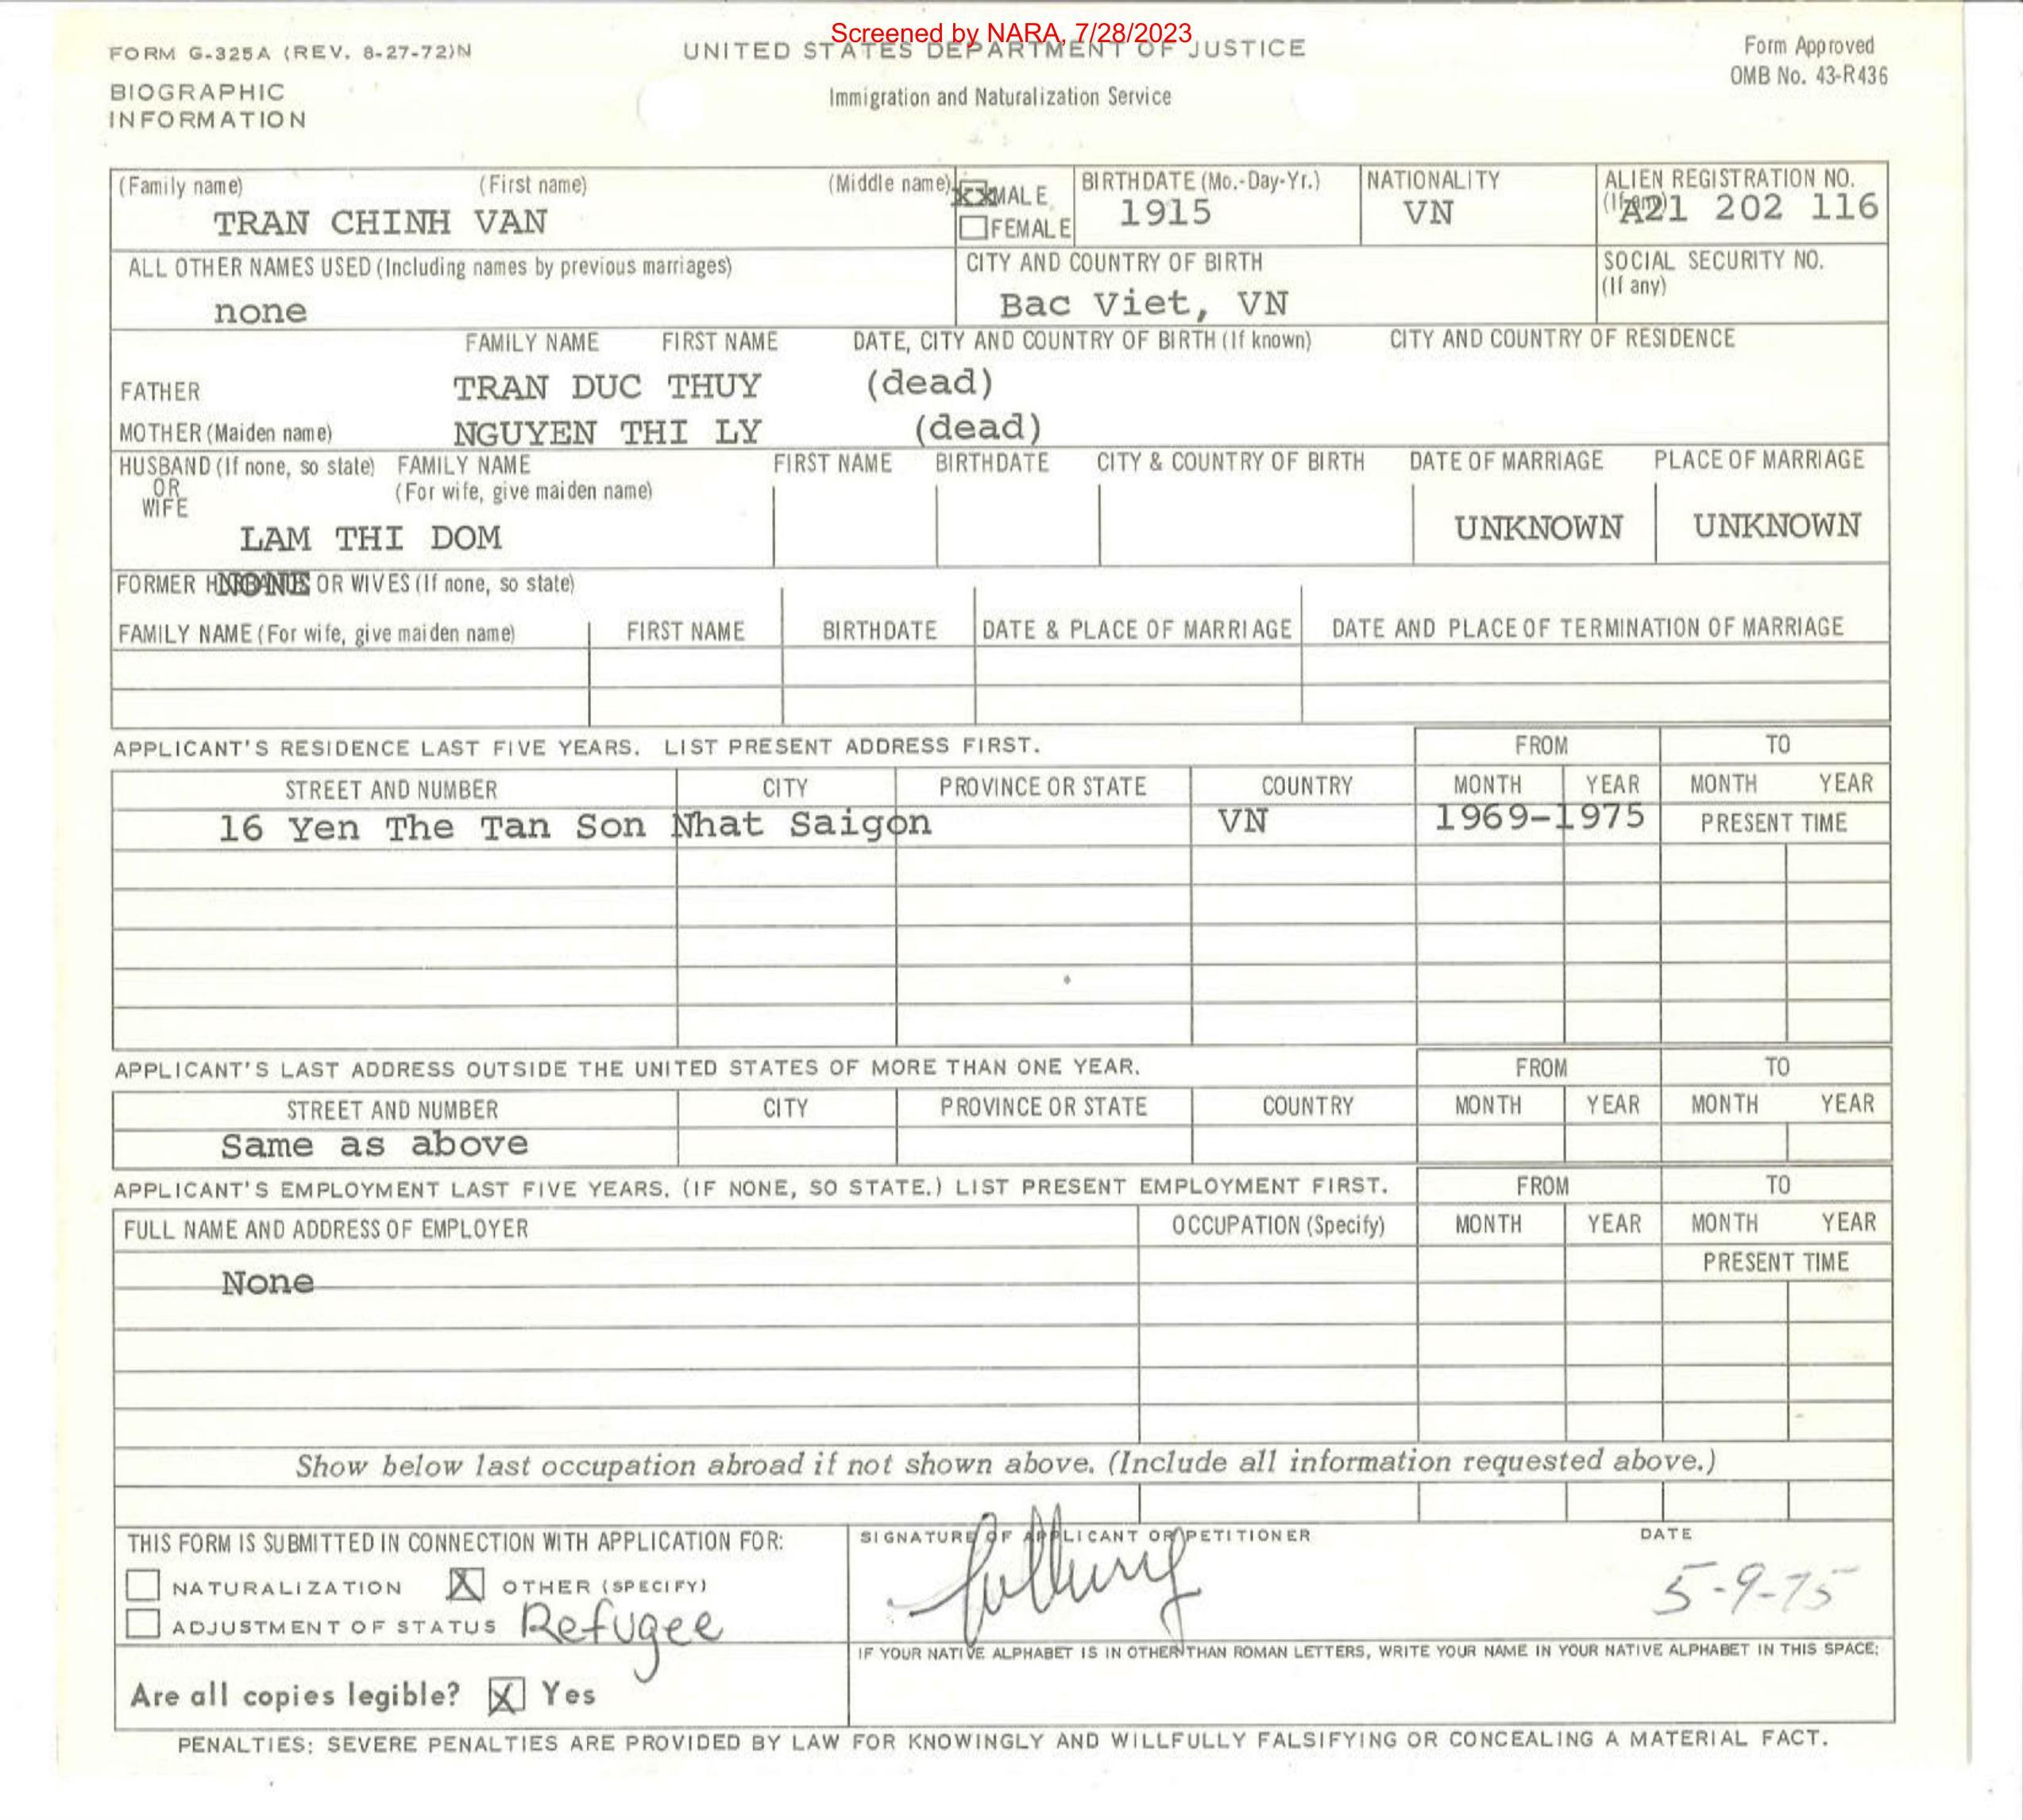 Screened by NARA, 7/28/2023
FORM G-325A (REV. 8-27-72)N
UNITED STATES DEPARTMENT OF JUSTICE
Form Approved
OMB No. 43-R436
BIOGRAPHIC
INFORMATION
Immigration and Naturalization Service
(Family name) (First name) (Middle name) XX MALE BIRTHDATE (Mo.-Day-Yr.) NATIONALITY ALIEN REGISTRATION NO.
(If any)
TRAN CHINH VAN FEMALE 1915 VN A21 202 116
ALL OTHER NAMES USED (Including names by previous marriages) CITY AND COUNTRY OF BIRTH SOCIAL SECURITY NO.
(If any)
none Bac Viet, VN
FAMILY NAME FIRST NAME DATE, CITY AND COUNTRY OF BIRTH (If known) CITY AND COUNTRY OF RESIDENCE
FATHER TRAN DUC THUY (dead)
MOTHER (Maiden name) NGUYEN THI LY (dead)
HUSBAND (If none, so state) FAMILY NAME FIRST NAME BIRTHDATE CITY & COUNTRY OF BIRTH DATE OF MARRIAGE PLACE OF MARRIAGE
OR (For wife, give maiden name)
WIFE
LAM THI DOM UNKNOWN UNKNOWN
FORMER HUSBANDS OR WIVES (If none, so state)
NONE
FAMILY NAME (For wife, give maiden name) FIRST NAME BIRTHDATE DATE & PLACE OF MARRIAGE DATE AND PLACE OF TERMINATION OF MARRIAGE
APPLICANT'S RESIDENCE LAST FIVE YEARS. LIST PRESENT ADDRESS FIRST. FROM TO
STREET AND NUMBER CITY PROVINCE OR STATE COUNTRY MONTH YEAR MONTH YEAR
16 Yen The Tan Son Nhat Saigon VN 1969-1975 PRESENT TIME
APPLICANT'S LAST ADDRESS OUTSIDE THE UNITED STATES OF MORE THAN ONE YEAR. FROM TO
STREET AND NUMBER CITY PROVINCE OR STATE COUNTRY MONTH YEAR MONTH YEAR
Same as above
APPLICANT'S EMPLOYMENT LAST FIVE YEARS. (IF NONE, SO STATE.) LIST PRESENT EMPLOYMENT FIRST. FROM TO
FULL NAME AND ADDRESS OF EMPLOYER OCCUPATION (Specify) MONTH YEAR MONTH YEAR
PRESENT TIME
None
Show below last occupation abroad if not shown above. (Include all information requested above.)
THIS FORM IS SUBMITTED IN CONNECTION WITH APPLICATION FOR: SIGNATURE OF APPLICANT OR PETITIONER DATE
NATURALIZATION X OTHER (SPECIFY)
ADJUSTMENT OF STATUS Refugee
5-9-75
IF YOUR NATIVE ALPHABET IS IN OTHER THAN ROMAN LETTERS, WRITE YOUR NAME IN YOUR NATIVE ALPHABET IN THIS SPACE:
Are all copies legible? X Yes
PENALTIES: SEVERE PENALTIES ARE PROVIDED BY LAW FOR KNOWINGLY AND WILLFULLY FALSIFYING OR CONCEALING A MATERIAL FACT.